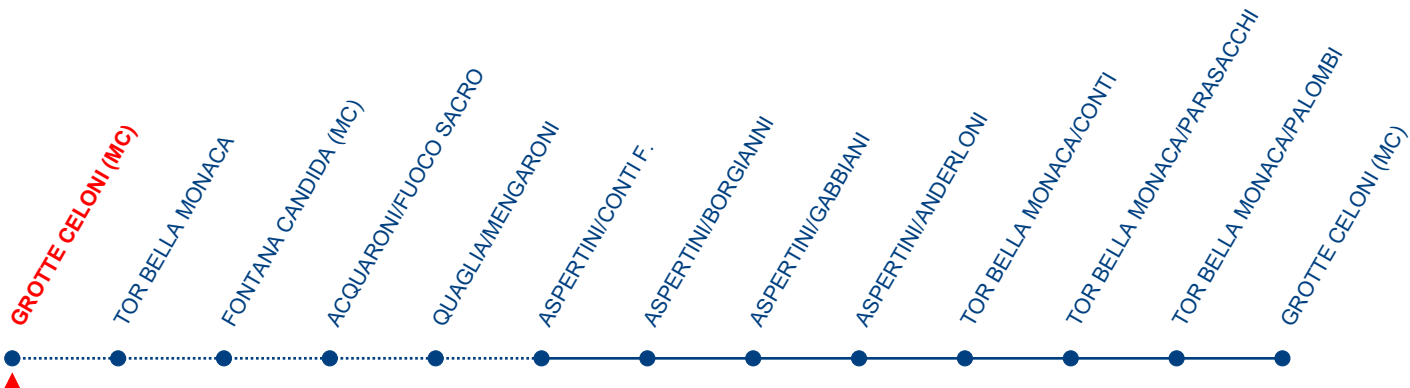 GROTTE CELONI (MC)
TOR BELLA MONACA
FONTANA CANDIDA (MC)
ACQUARONI/FUOCO SACRO
QUAGLIA/MENGARONI
ASPERTINI/CONTI F.
ASPERTINI/BORGIANNI
ASPERTINI/GABBIANI
ASPERTINI/ANDERLONI
TOR BELLA MONACA/CONTI
TOR BELLA MONACA/PARASACCHI
TOR BELLA MONACA/PALOMBI
GROTTE CELONI (MC)